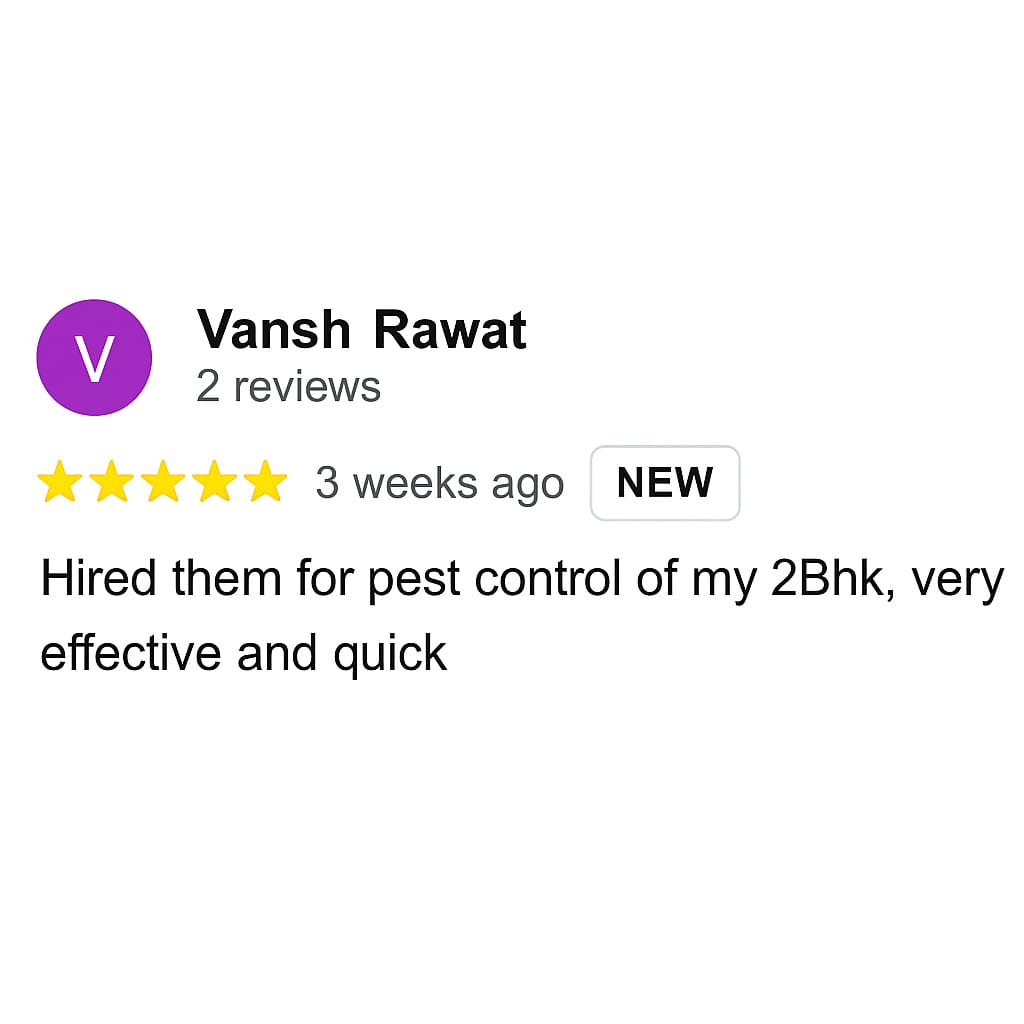 V
Vansh Rawat
2 reviews
3 weeks ago NEW
Hired them for pest control of my 2Bhk, very
effective and quick